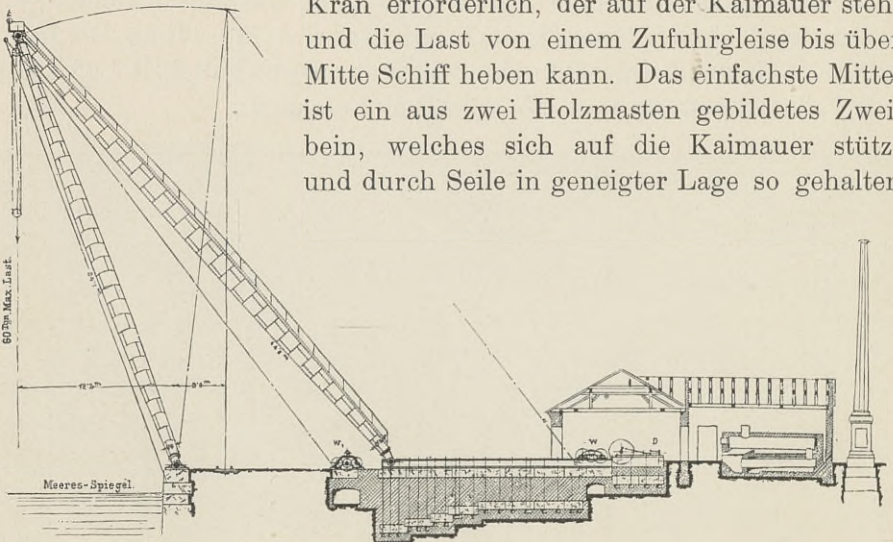 Kran erforderlich, der auf der Kaimauer steh
und die Last von einem Zufuhrgleise bis über
Mitte Schiff heben kann. Das einfachste Mitte
ist ein aus zwei Holzmasten gebildetes Zwei
bein, welches sich auf die Kaimauer stütz
und durch Seile in geneigter Lage so gehalten
60 Ton. Max. Last.
W,
W
D
Meeres-Spiegel.